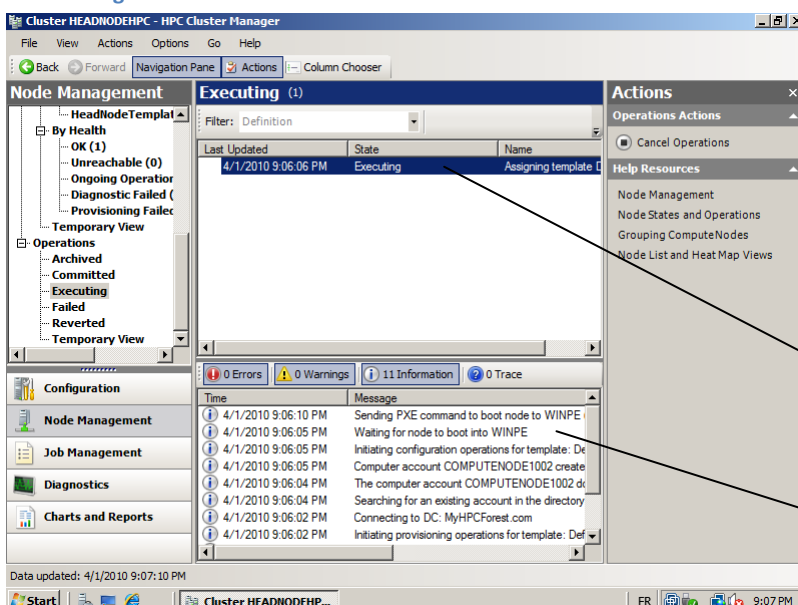 Cluster HEADNODEHPC - HPC Cluster Manager
File View Actions Options Go Help
Back Forward Navigation Pane Actions Column Chooser
Node Management
HeadNodeTemplat
By Health
OK (1)
Unreachable (0)
Ongoing Operation
Diagnostic Failed (
Provisioning Failed
Temporary View
Operations
Archived
Committed
Executing
Failed
Reverted
Temporary View
Configuration
Node Management
Job Management
Diagnostics
Charts and Reports
Executing (1)
Filter: Definition
Last Updated State Name
4/1/2010 9:06:06 PM Executing Assigning template D
0 Errors 0 Warnings 11 Information 0 Trace
Time Message
4/1/2010 9:06:10 PM Sending PXE command to boot node to WINPE
4/1/2010 9:06:05 PM Waiting for node to boot into WINPE
4/1/2010 9:06:05 PM Initiating configuration operations for template: De
4/1/2010 9:06:05 PM Computer account COMPUTENODE1002 create
4/1/2010 9:06:04 PM The computer account COMPUTENODE1002 do
4/1/2010 9:06:04 PM Searching for an existing account in the directory
4/1/2010 9:06:02 PM Connecting to DC: MyHPCForest.com
4/1/2010 9:06:02 PM Initiating provisioning operations for template: Def
Actions
Operations Actions
Cancel Operations
Help Resources
Node Management
Node States and Operations
Grouping ComputeNodes
Node List and Heat Map Views
Data updated: 4/1/2010 9:07:10 PM
Start Cluster HEADNODEHP... FR 9:07 PM